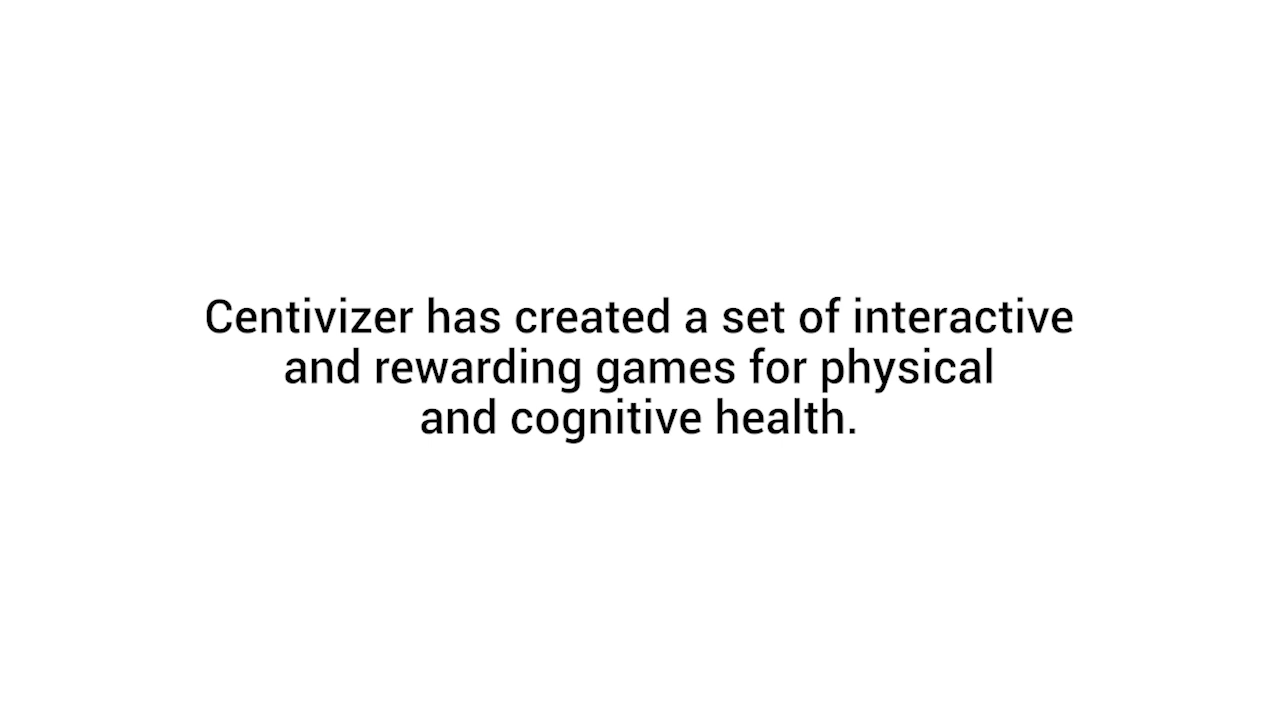 Centivizer has created a set of interactive
and rewarding games for physical
and cognitive health.